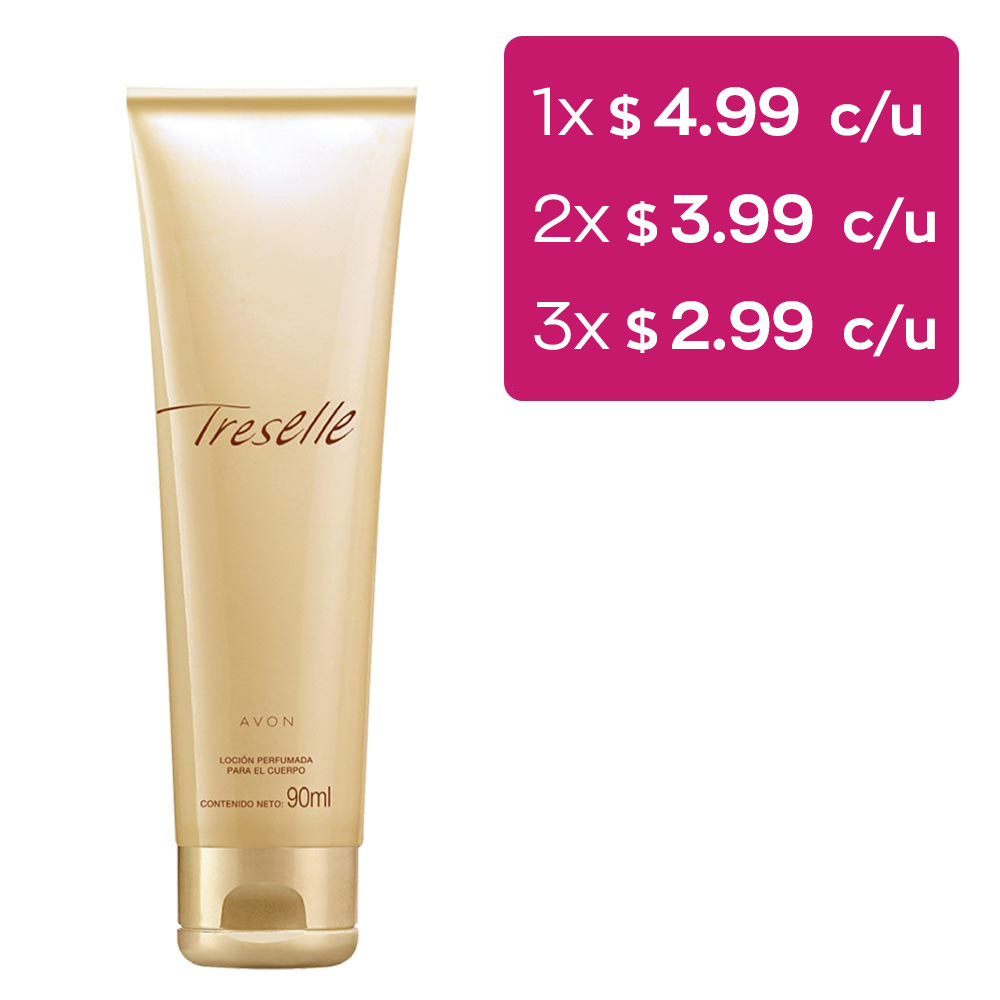 Treselle
AVON
LOCIÓN PERFUMADA
PARA EL CUERPO
CONTENIDO NETO: 90ml
1x $ 4.99 c/u
2x $ 3.99 c/u
3x $ 2.99 c/u